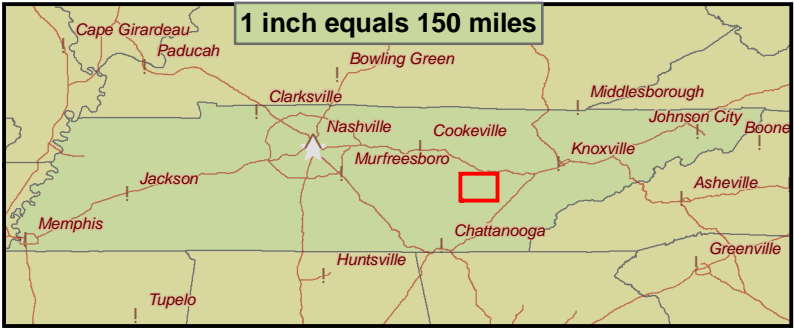 1 inch equals 150 miles
Cape Girardeau
Paducah
Bowling Green
Clarksville
Middlesborough
Johnson City
Boone
Nashville
Cookeville
Murfreesboro
Knoxville
Jackson
Asheville
Memphis
Chattanooga
Greenville
Huntsville
Tupelo